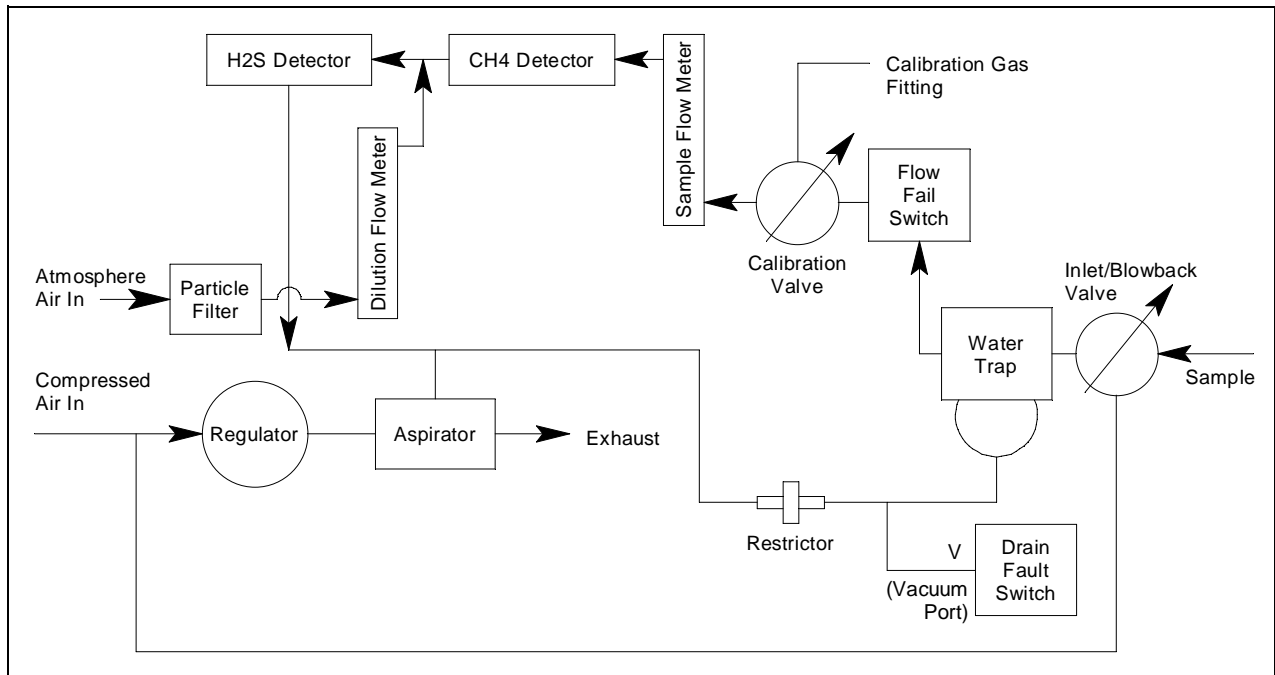 H2S Detector
CH4 Detector
Sample Flow Meter
Calibration Gas
Fitting
Dilution Flow Meter
Flow
Fail
Switch
Atmosphere
Air In
Particle
Filter
Calibration
Valve
Inlet/Blowback
Valve
Water
Trap
Sample
Compressed
Air In
Regulator
Aspirator
Exhaust
Restrictor
V
(Vacuum
Port)
Drain
Fault
Switch